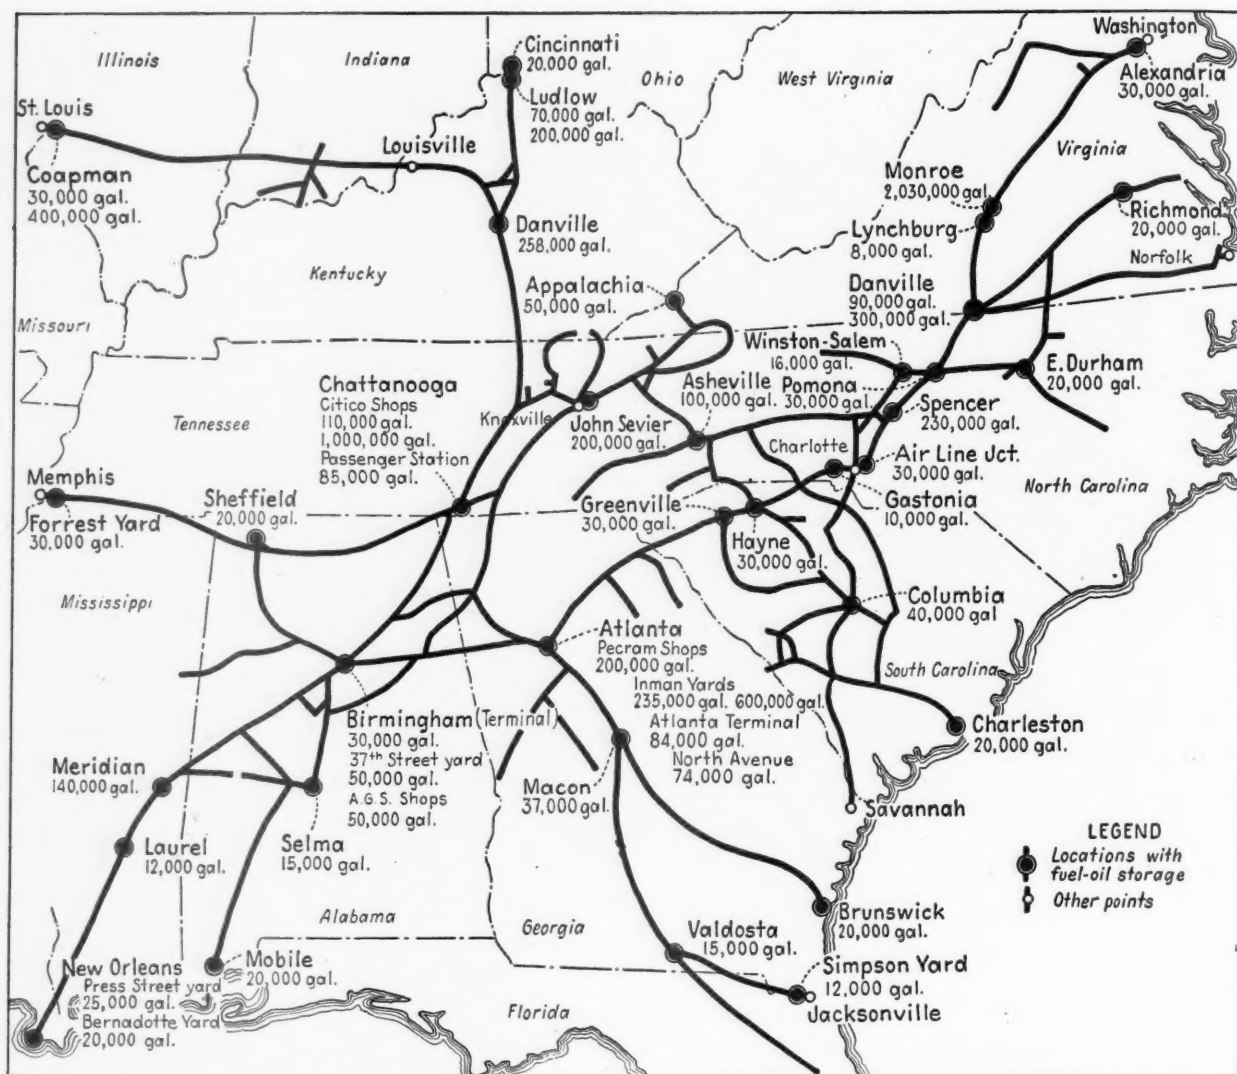 Illinois
Indiana
Ohio
West Virginia
Washington
Alexandria
30,000 gal.
Cincinnati
20,000 gal.
Ludlow
70,000 gal.
200,000 gal.
St. Louis
Coapman
30,000 gal.
400,000 gal.
Louisville
Virginia
Monroe
2,030,000 gal.
Lynchburg
8,000 gal.
Richmond
20,000 gal.
Norfolk
Danville
258,000 gal.
Kentucky
Appalachia
50,000 gal.
Danville
90,000 gal.
300,000 gal.
Missouri
Winston-Salem
16,000 gal.
Pomona
30,000 gal.
E. Durham
20,000 gal.
Chattanooga
Citico Shops
110,000 gal.
1,000,000 gal.
Passenger Station
85,000 gal.
Knoxville
John Sevier
200,000 gal.
Asheville
100,000 gal.
Spencer
230,000 gal.
Tennessee
Charlotte
Air Line Jct.
30,000 gal.
Gastonia
10,000 gal.
North Carolina
Memphis
Forrest Yard
30,000 gal.
Sheffield
20,000 gal.
Greenville
30,000 gal.
Hayne
30,000 gal.
Mississippi
Columbia
40,000 gal.
Atlanta
Pecram Shops
200,000 gal.
Inman Yards
235,000 gal. 600,000 gal.
Atlanta Terminal
84,000 gal.
North Avenue
74,000 gal.
South Carolina
Charleston
20,000 gal.
Birmingham (Terminal)
30,000 gal.
37th Street yard
50,000 gal.
A.G.S. Shops
50,000 gal.
Meridian
140,000 gal.
Macon
37,000 gal.
Savannah
Laurel
12,000 gal.
Selma
15,000 gal.
LEGEND
Locations with
fuel-oil storage
Other points
Alabama
Georgia
Brunswick
20,000 gal.
Valdosta
15,000 gal.
Simpson Yard
12,000 gal.
Jacksonville
Mobile
20,000 gal.
New Orleans
Press Street yard
25,000 gal.
Bernadotte Yard
20,000 gal.
Florida